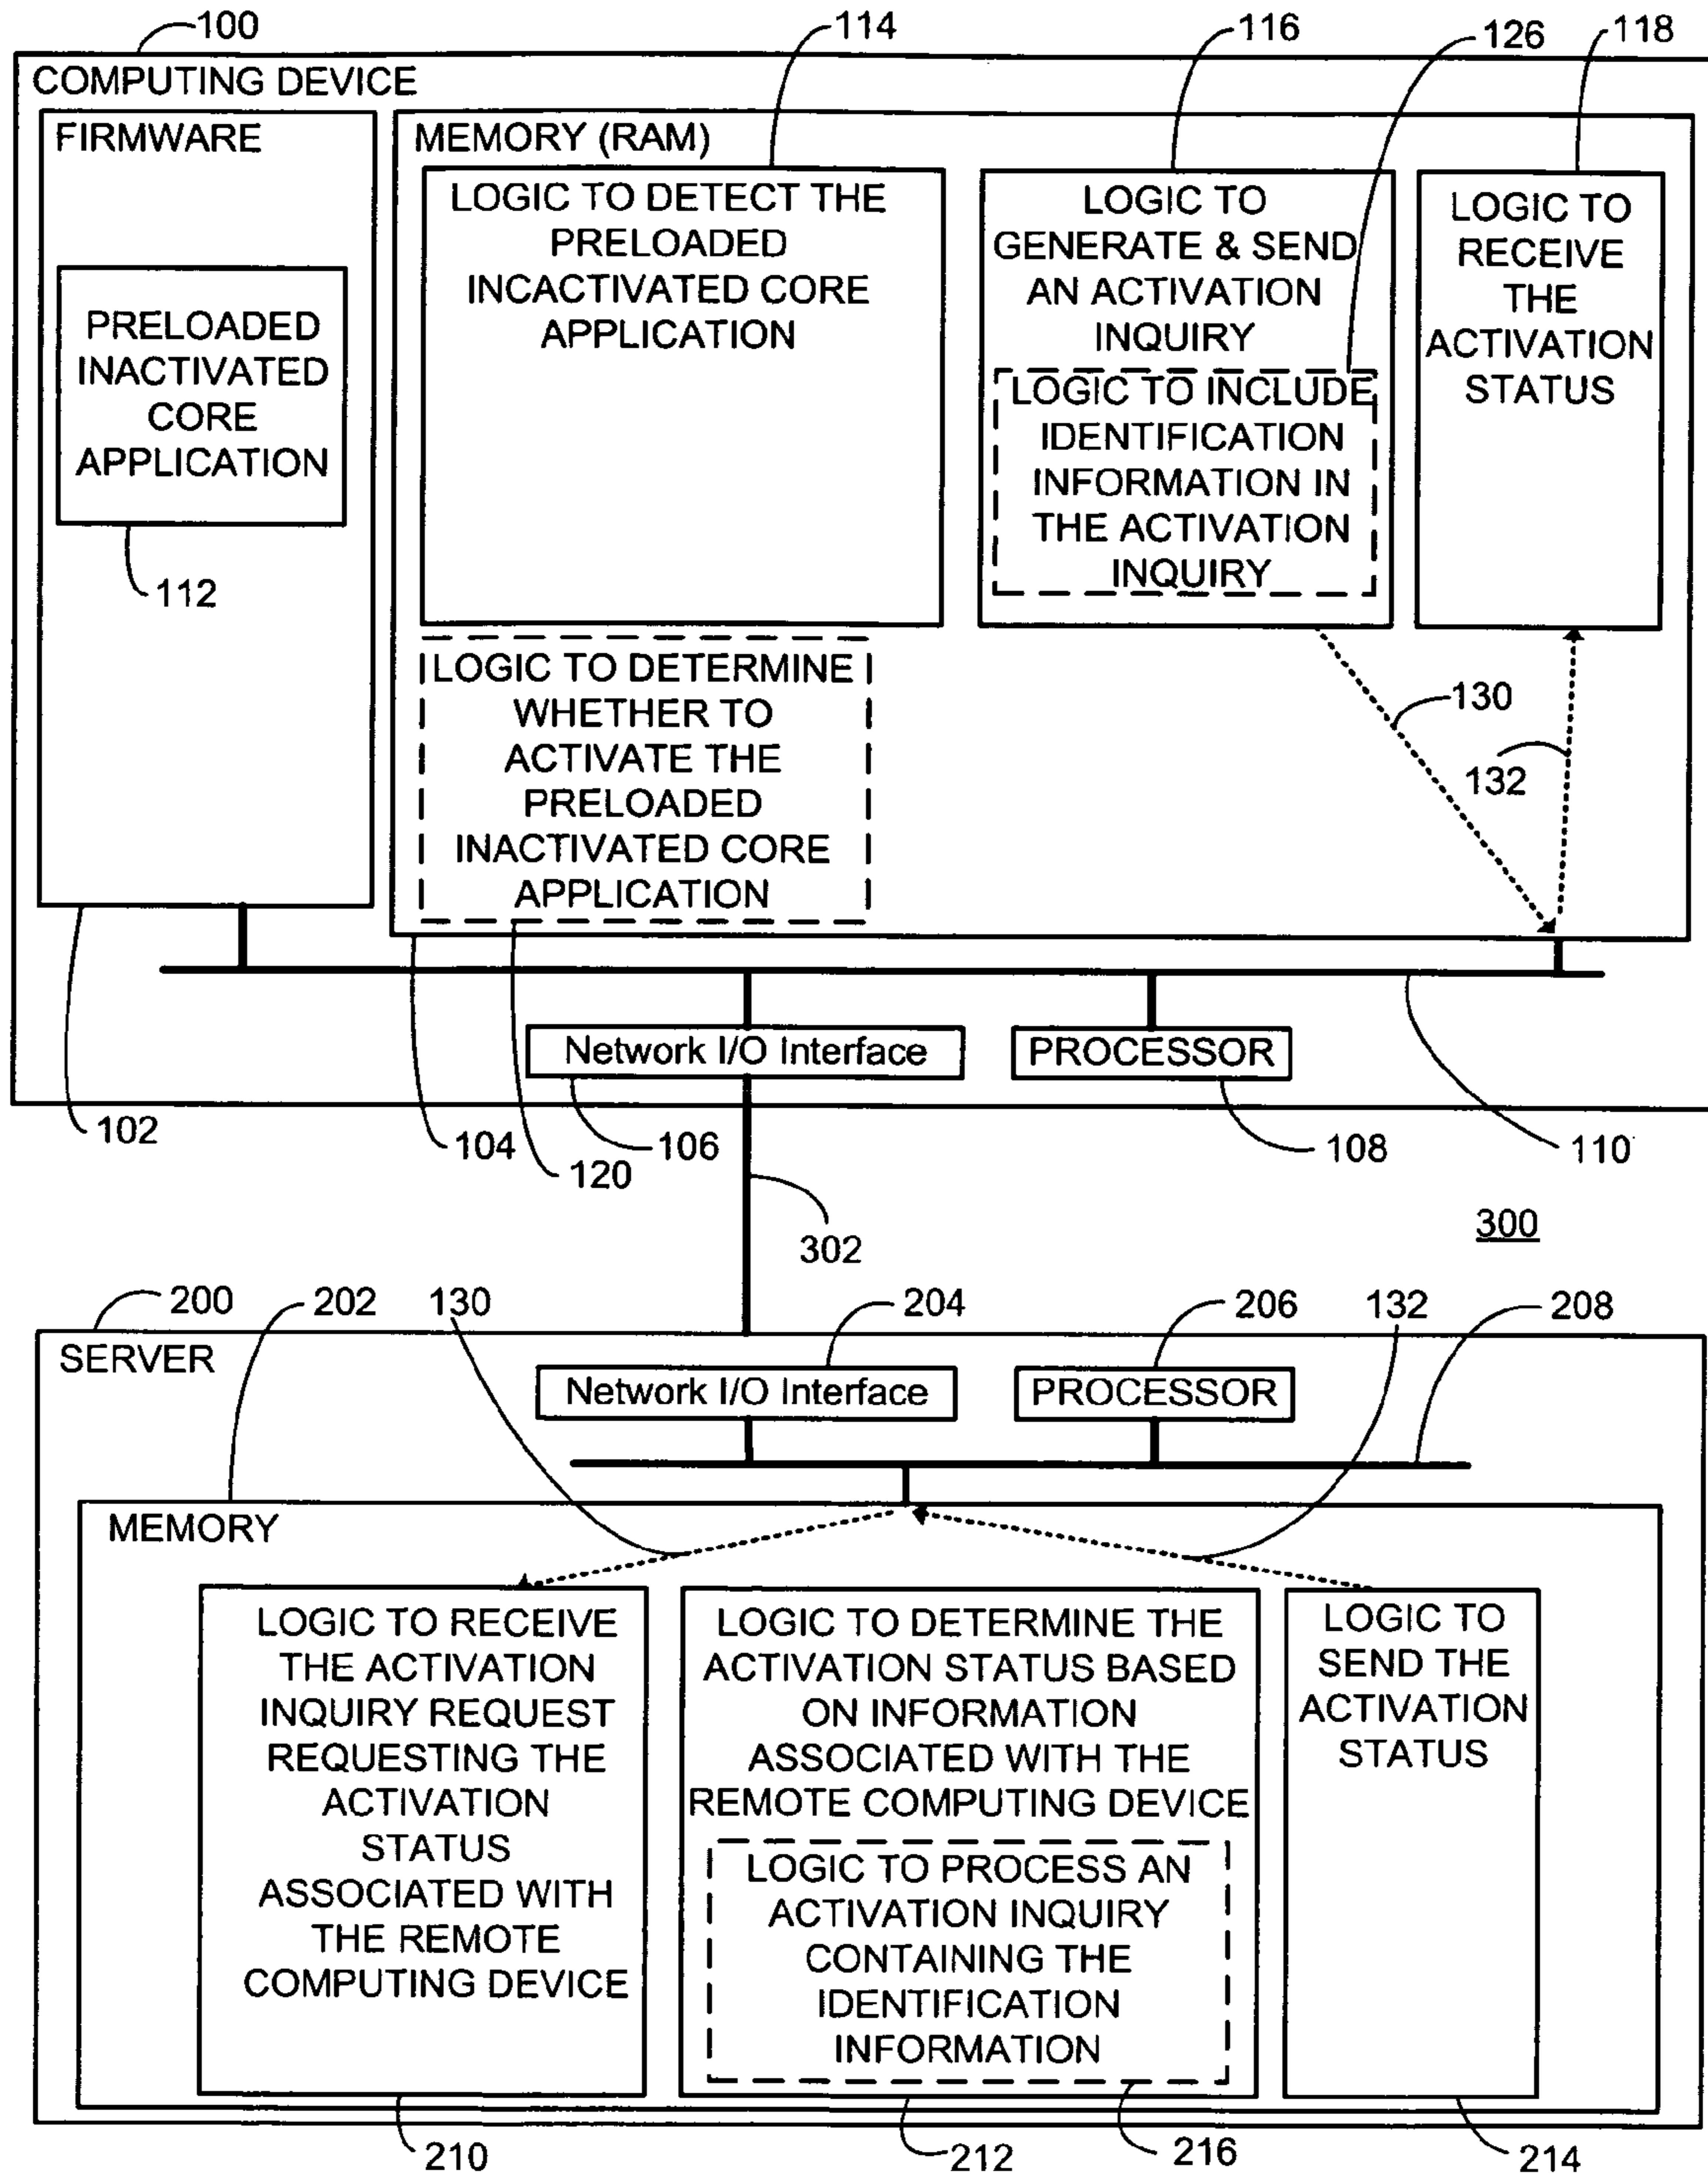 100
114
116
126
118
COMPUTING DEVICE
FIRMWARE
PRELOADED
INACTIVATED
CORE
APPLICATION
112
MEMORY (RAM)
LOGIC TO DETECT THE
PRELOADED
INCACTIVATED CORE
APPLICATION
LOGIC TO
GENERATE & SEND
AN ACTIVATION
INQUIRY
LOGIC TO INCLUDE
IDENTIFICATION
INFORMATION IN
THE ACTIVATION
INQUIRY
LOGIC TO
RECEIVE
THE
ACTIVATION
STATUS
LOGIC TO DETERMINE
WHETHER TO
ACTIVATE THE
PRELOADED
INACTIVATED CORE
APPLICATION
130
132
Network I/O Interface
PROCESSOR
102
104
120
106
108
110
302
300
200
202
130
204
206
132
208
SERVER
Network I/O Interface
PROCESSOR
MEMORY
LOGIC TO RECEIVE
THE ACTIVATION
INQUIRY REQUEST
REQUESTING THE
ACTIVATION
STATUS
ASSOCIATED WITH
THE REMOTE
COMPUTING DEVICE
LOGIC TO DETERMINE THE
ACTIVATION STATUS BASED
ON INFORMATION
ASSOCIATED WITH THE
REMOTE COMPUTING DEVICE
LOGIC TO PROCESS AN
ACTIVATION INQUIRY
CONTAINING THE
IDENTIFICATION
INFORMATION
LOGIC TO
SEND THE
ACTIVATION
STATUS
210
212
216
214